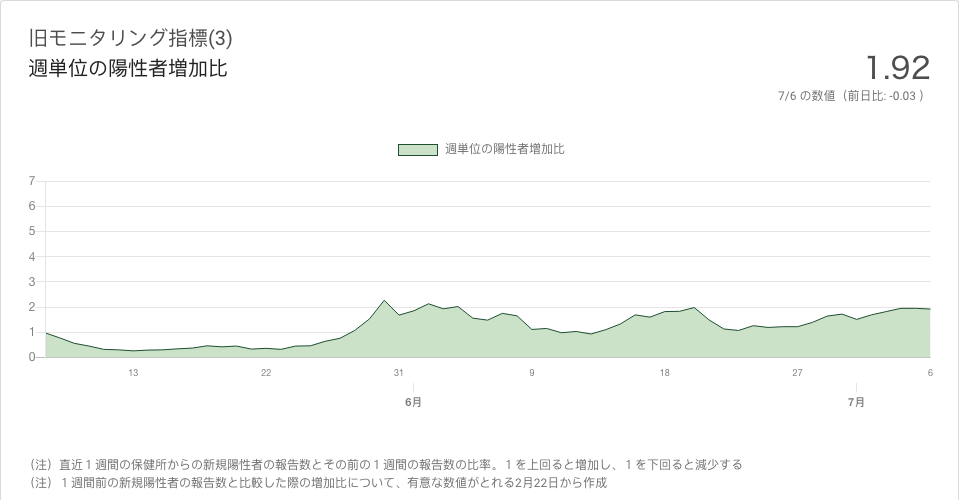 旧モニタリング指標(3)
週単位の陽性者増加比
1.92
7/6 の数値（前日比: -0.03 ）
週単位の陽性者増加比
7
6
5
4
3
2
1
0
13 22 31 9 18 27 6
6月 7月
（注）直近１週間の保健所からの新規陽性者の報告数とその前の１週間の報告数の比率。１を上回ると増加し、１を下回ると減少する
（注）１週間前の新規陽性者の報告数と比較した際の増加比について、有意な数値がとれる2月22日から作成